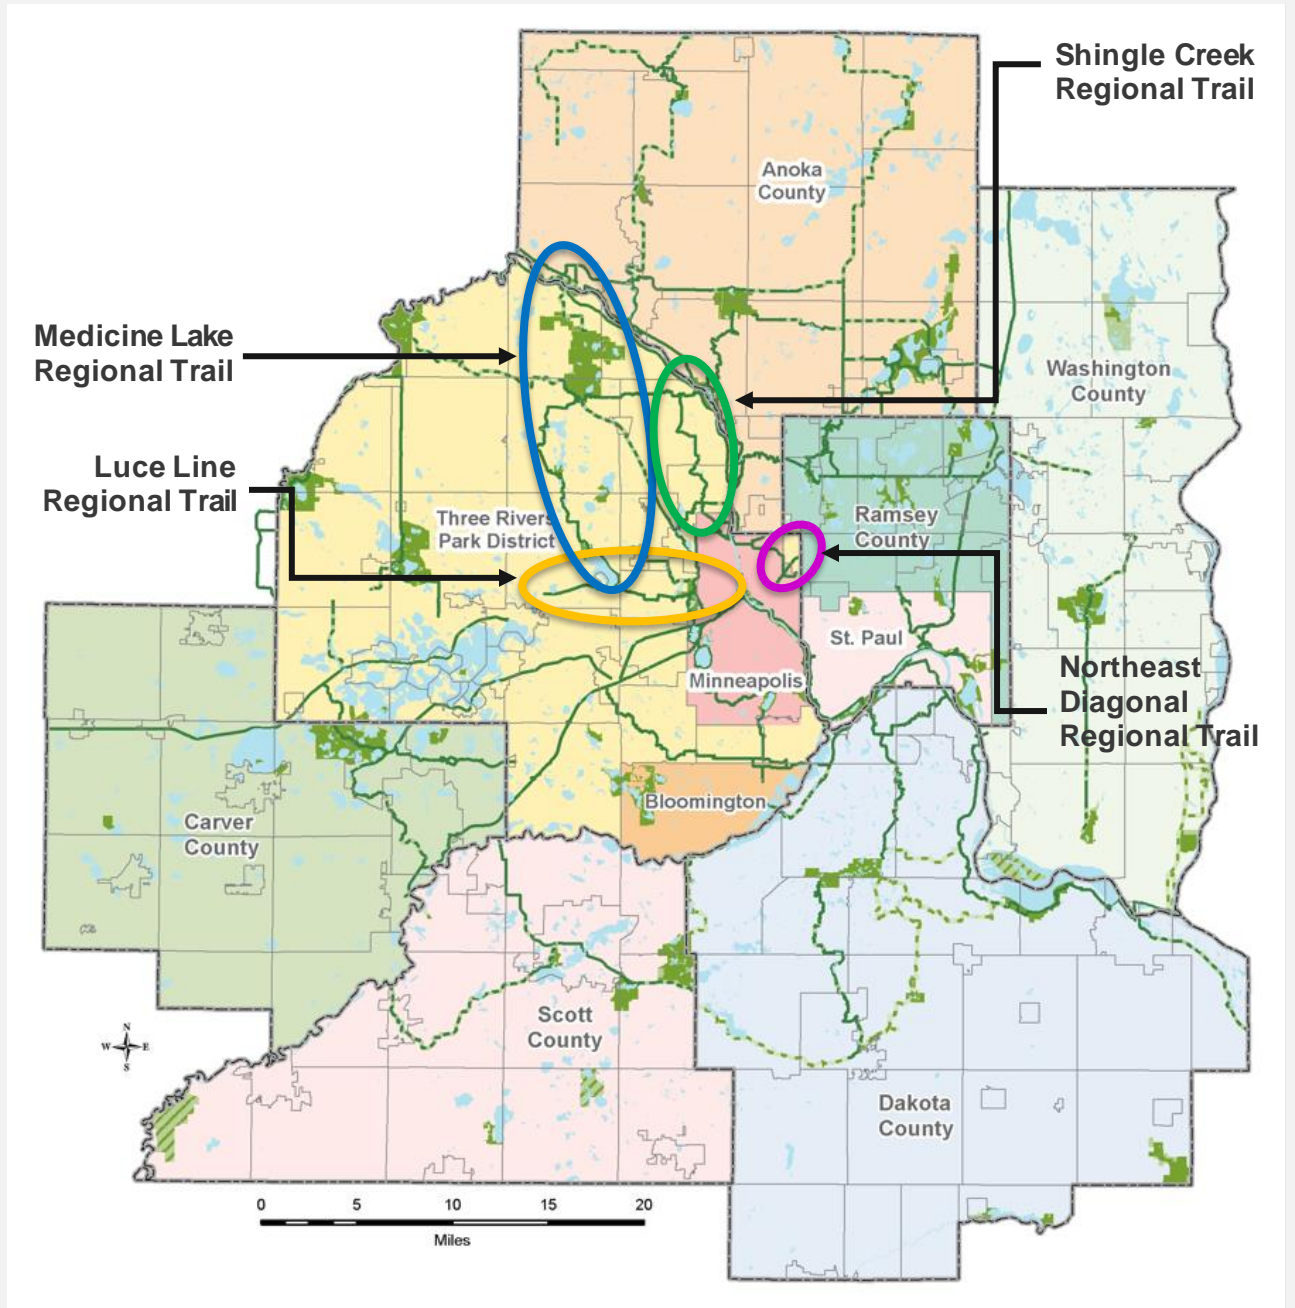 Shingle Creek
Regional Trail
Anoka
County
Medicine Lake
Regional Trail
Washington
County
Luce Line
Regional Trail
Three Rivers
Park District
Ramsey
County
St. Paul
Minneapolis
Northeast
Diagonal
Regional Trail
Bloomington
Carver
County
Scott
County
N
W E
S
Dakota
County
0 5 10 15 20
Miles